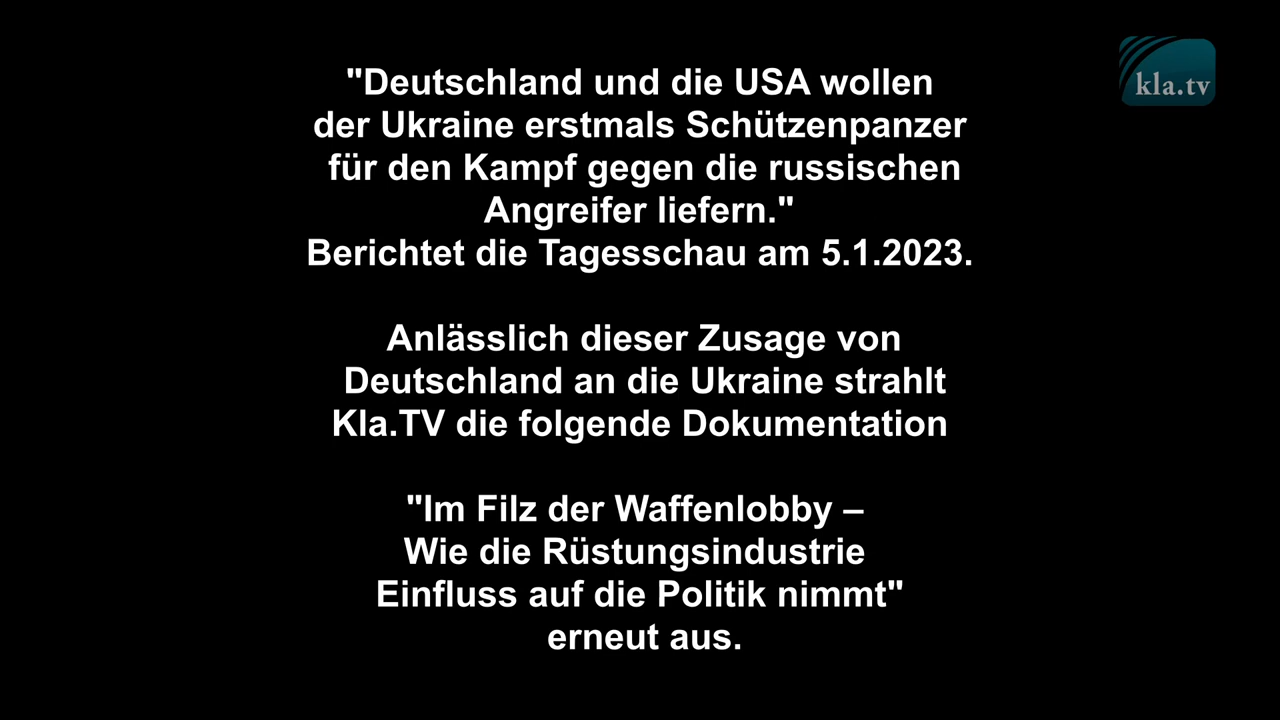 kla.tv
"Deutschland und die USA wollen
der Ukraine erstmals Schützenpanzer
für den Kampf gegen die russischen
Angreifer liefern."
Berichtet die Tagesschau am 5.1.2023.
Anlässlich dieser Zusage von
Deutschland an die Ukraine strahlt
Kla.TV die folgende Dokumentation
"Im Filz der Waffenlobby –
Wie die Rüstungsindustrie
Einfluss auf die Politik nimmt"
erneut aus.